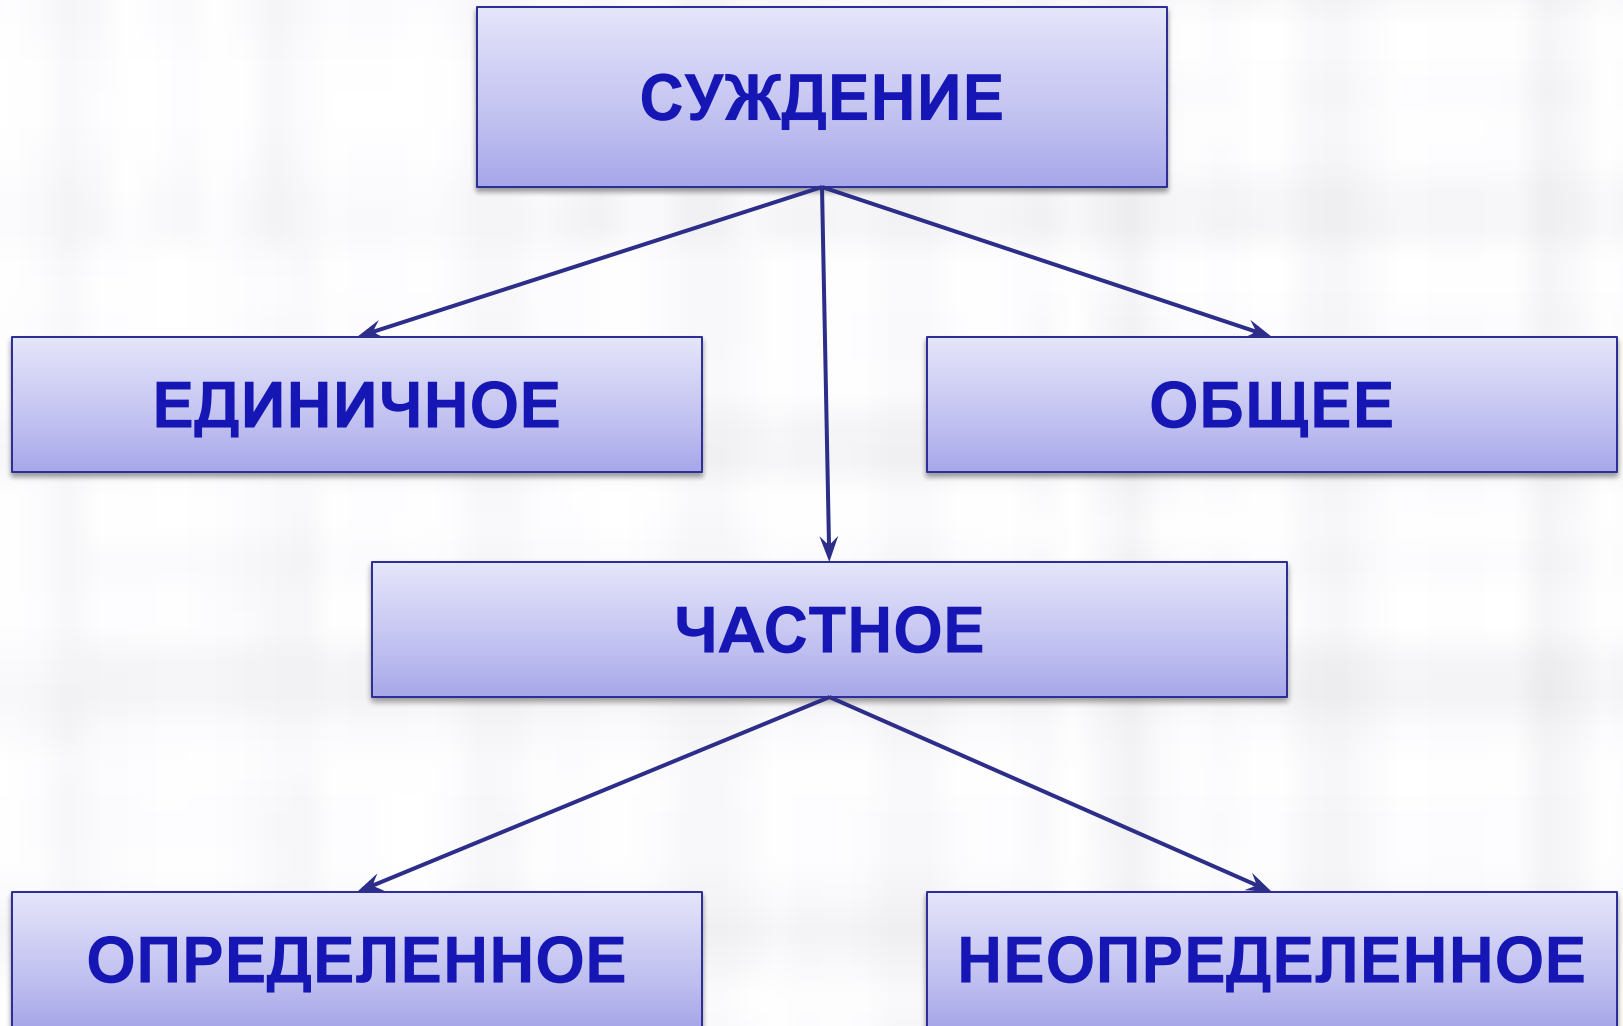 СУЖДЕНИЕ
ЕДИНИЧНОЕ
ОБЩЕЕ
ЧАСТНОЕ
ОПРЕДЕЛЕННОЕ
НЕОПРЕДЕЛЕННОЕ